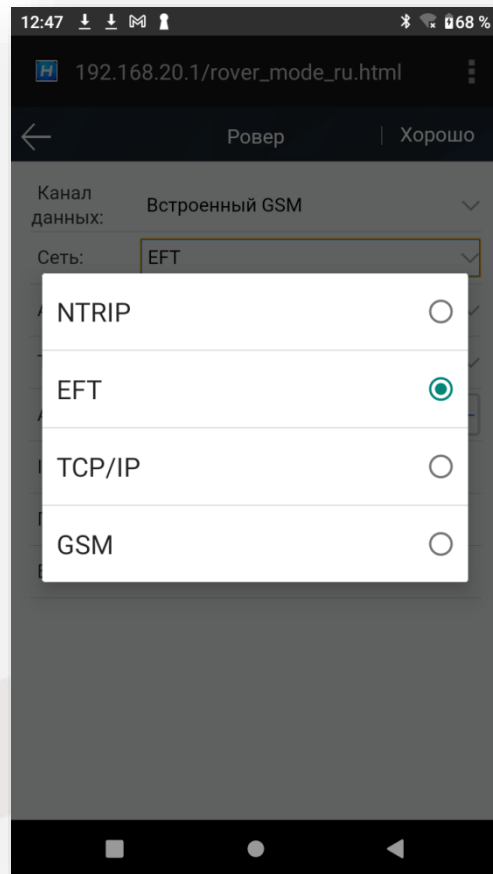 12:47 68 %
H 192.168.20.1/rover_mode_ru.html
Ровер | Хорошо
Канал данных:
Встроенный GSM
Сеть: EFT
NTRIP
EFT
TCP/IP
GSM